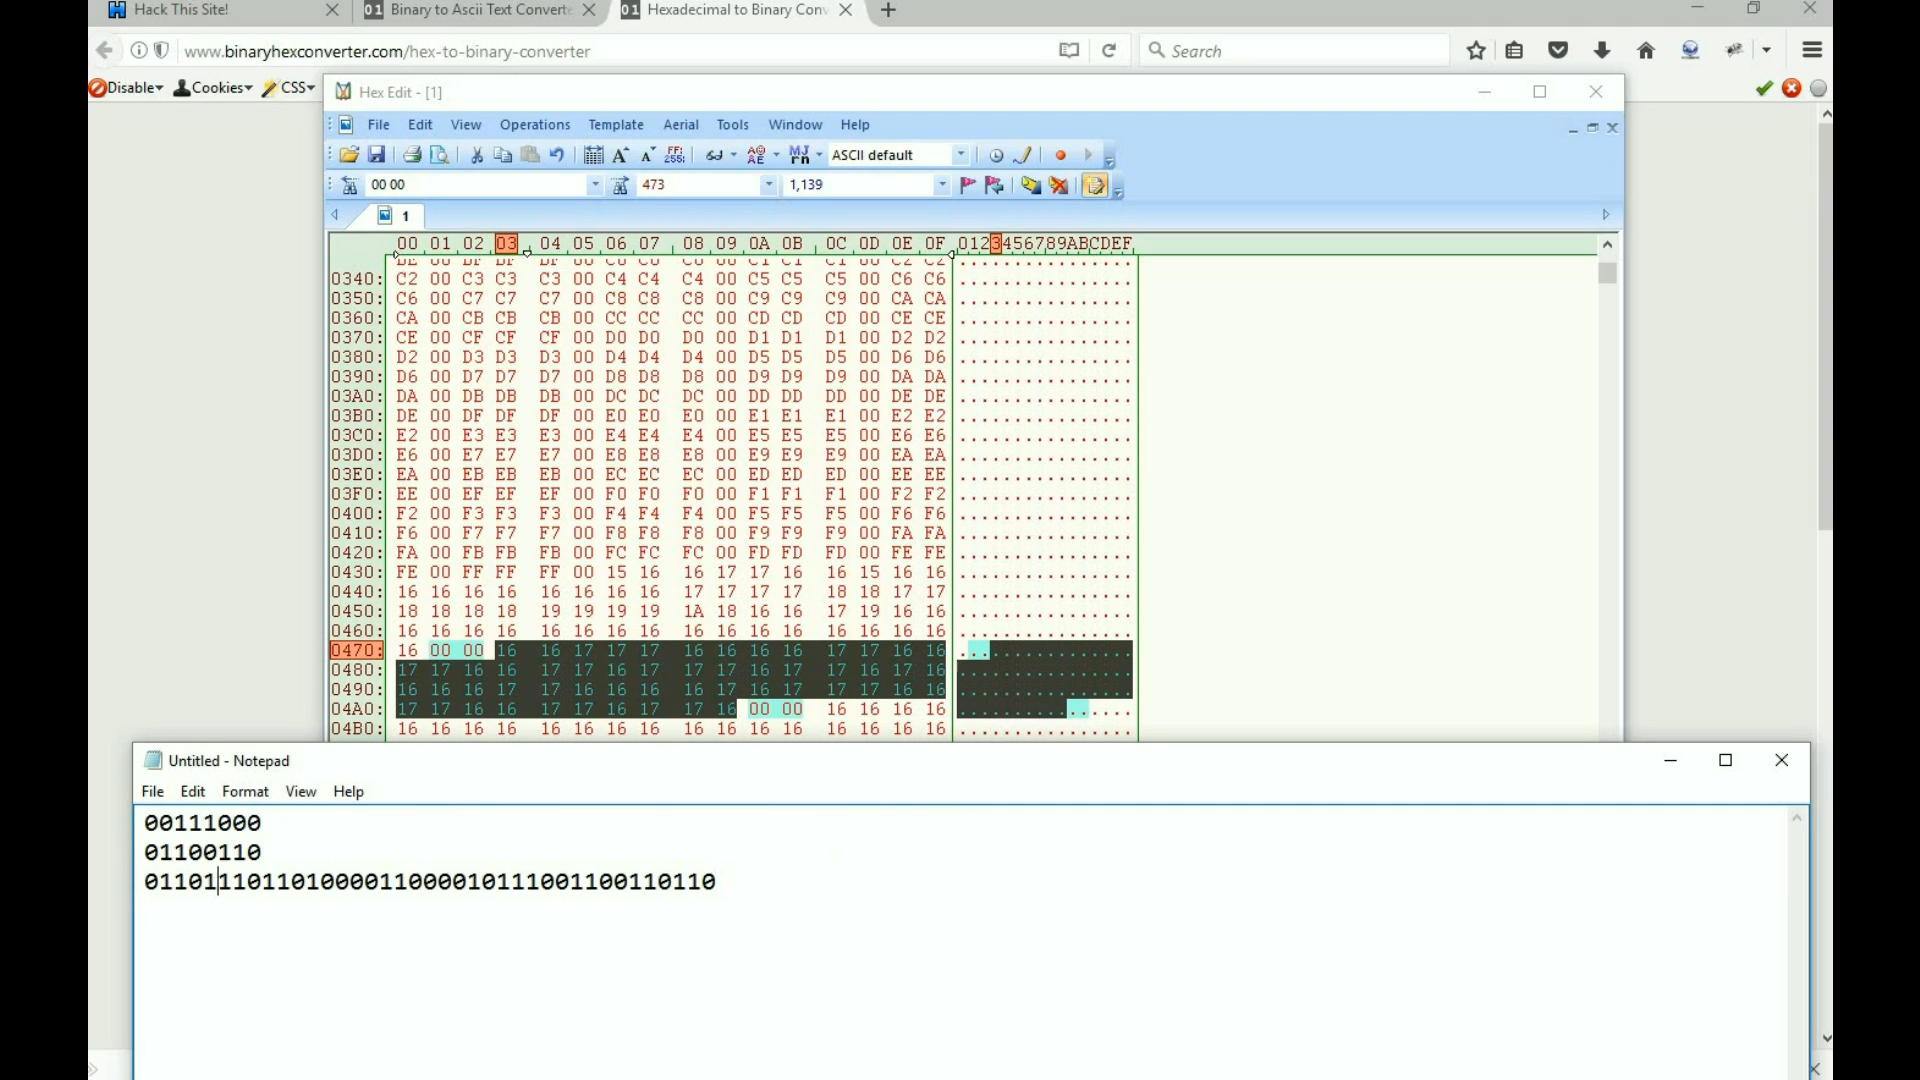 Hack This Site!
01 Binary to Ascii Text Converte
01 Hexadecimal to Binary Conv
www.binaryhexconverter.com/hex-to-binary-converter
Search
Disable Cookies CSS
Hex Edit - [1]
File Edit View Operations Template Aerial Tools Window Help
ASCII default
00 00 473 1,139
1
00 01 02 03 04 05 06 07 08 09 0A 0B 0C 0D 0E 0F 0123456789ABCDEF
0340: C2 00 C3 C3 C3 00 C4 C4 C4 00 C5 C5 C5 00 C6 C6 ................
0350: C6 00 C7 C7 C7 00 C8 C8 C8 00 C9 C9 C9 00 CA CA ................
0360: CA 00 CB CB CB 00 CC CC CC 00 CD CD CD 00 CE CE ................
0370: CE 00 CF CF CF 00 D0 D0 D0 00 D1 D1 D1 00 D2 D2 ................
0380: D2 00 D3 D3 D3 00 D4 D4 D4 00 D5 D5 D5 00 D6 D6 ................
0390: D6 00 D7 D7 D7 00 D8 D8 D8 00 D9 D9 D9 00 DA DA ................
03A0: DA 00 DB DB DB 00 DC DC DC 00 DD DD DD 00 DE DE ................
03B0: DE 00 DF DF DF 00 E0 E0 E0 00 E1 E1 E1 00 E2 E2 ................
03C0: E2 00 E3 E3 E3 00 E4 E4 E4 00 E5 E5 E5 00 E6 E6 ................
03D0: E6 00 E7 E7 E7 00 E8 E8 E8 00 E9 E9 E9 00 EA EA ................
03E0: EA 00 EB EB EB 00 EC EC EC 00 ED ED ED 00 EE EE ................
03F0: EE 00 EF EF EF 00 F0 F0 F0 00 F1 F1 F1 00 F2 F2 ................
0400: F2 00 F3 F3 F3 00 F4 F4 F4 00 F5 F5 F5 00 F6 F6 ................
0410: F6 00 F7 F7 F7 00 F8 F8 F8 00 F9 F9 F9 00 FA FA ................
0420: FA 00 FB FB FB 00 FC FC FC 00 FD FD FD 00 FE FE ................
0430: FE 00 FF FF FF 00 15 16 16 17 17 16 16 15 16 16 ................
0440: 16 16 16 16 16 16 16 16 17 17 17 17 18 18 17 17 ................
0450: 18 18 18 18 19 19 19 19 1A 18 16 16 17 19 16 16 ................
0460: 16 16 16 16 16 16 16 16 16 16 16 16 16 16 16 16 ................
0470: 16 00 00 16 16 17 17 17 16 16 16 16 17 17 16 16 ................
0480: 17 17 16 16 17 17 16 17 17 16 16 17 17 16 17 16 ................
0490: 16 16 16 17 17 16 16 16 16 17 16 17 17 17 16 16 ................
04A0: 17 17 16 16 17 17 16 17 17 16 00 00 16 16 16 16 ................
04B0: 16 16 16 16 16 16 16 16 16 16 16 16 16 16 16 16 ................
Untitled - Notepad
File Edit Format View Help
00111000
01100110
011011101101000011000010111001100110110